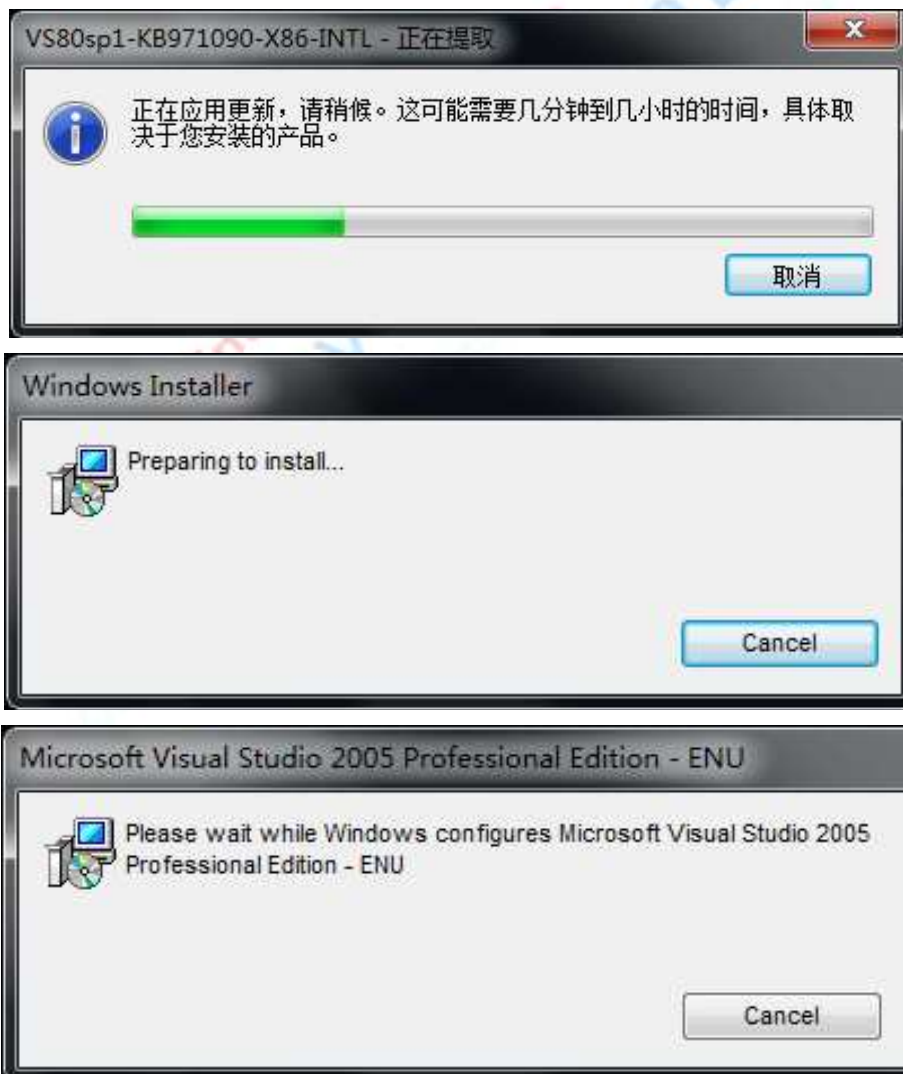 VS80sp1-KB971090-X86-INTL - 正在提取
正在应用更新，请稍候。这可能需要几分钟到几小时的时间，具体取
决于您安装的产品。
取消
Windows Installer
Preparing to install...
Cancel
Microsoft Visual Studio 2005 Professional Edition - ENU
Please wait while Windows configures Microsoft Visual Studio 2005
Professional Edition - ENU
Cancel